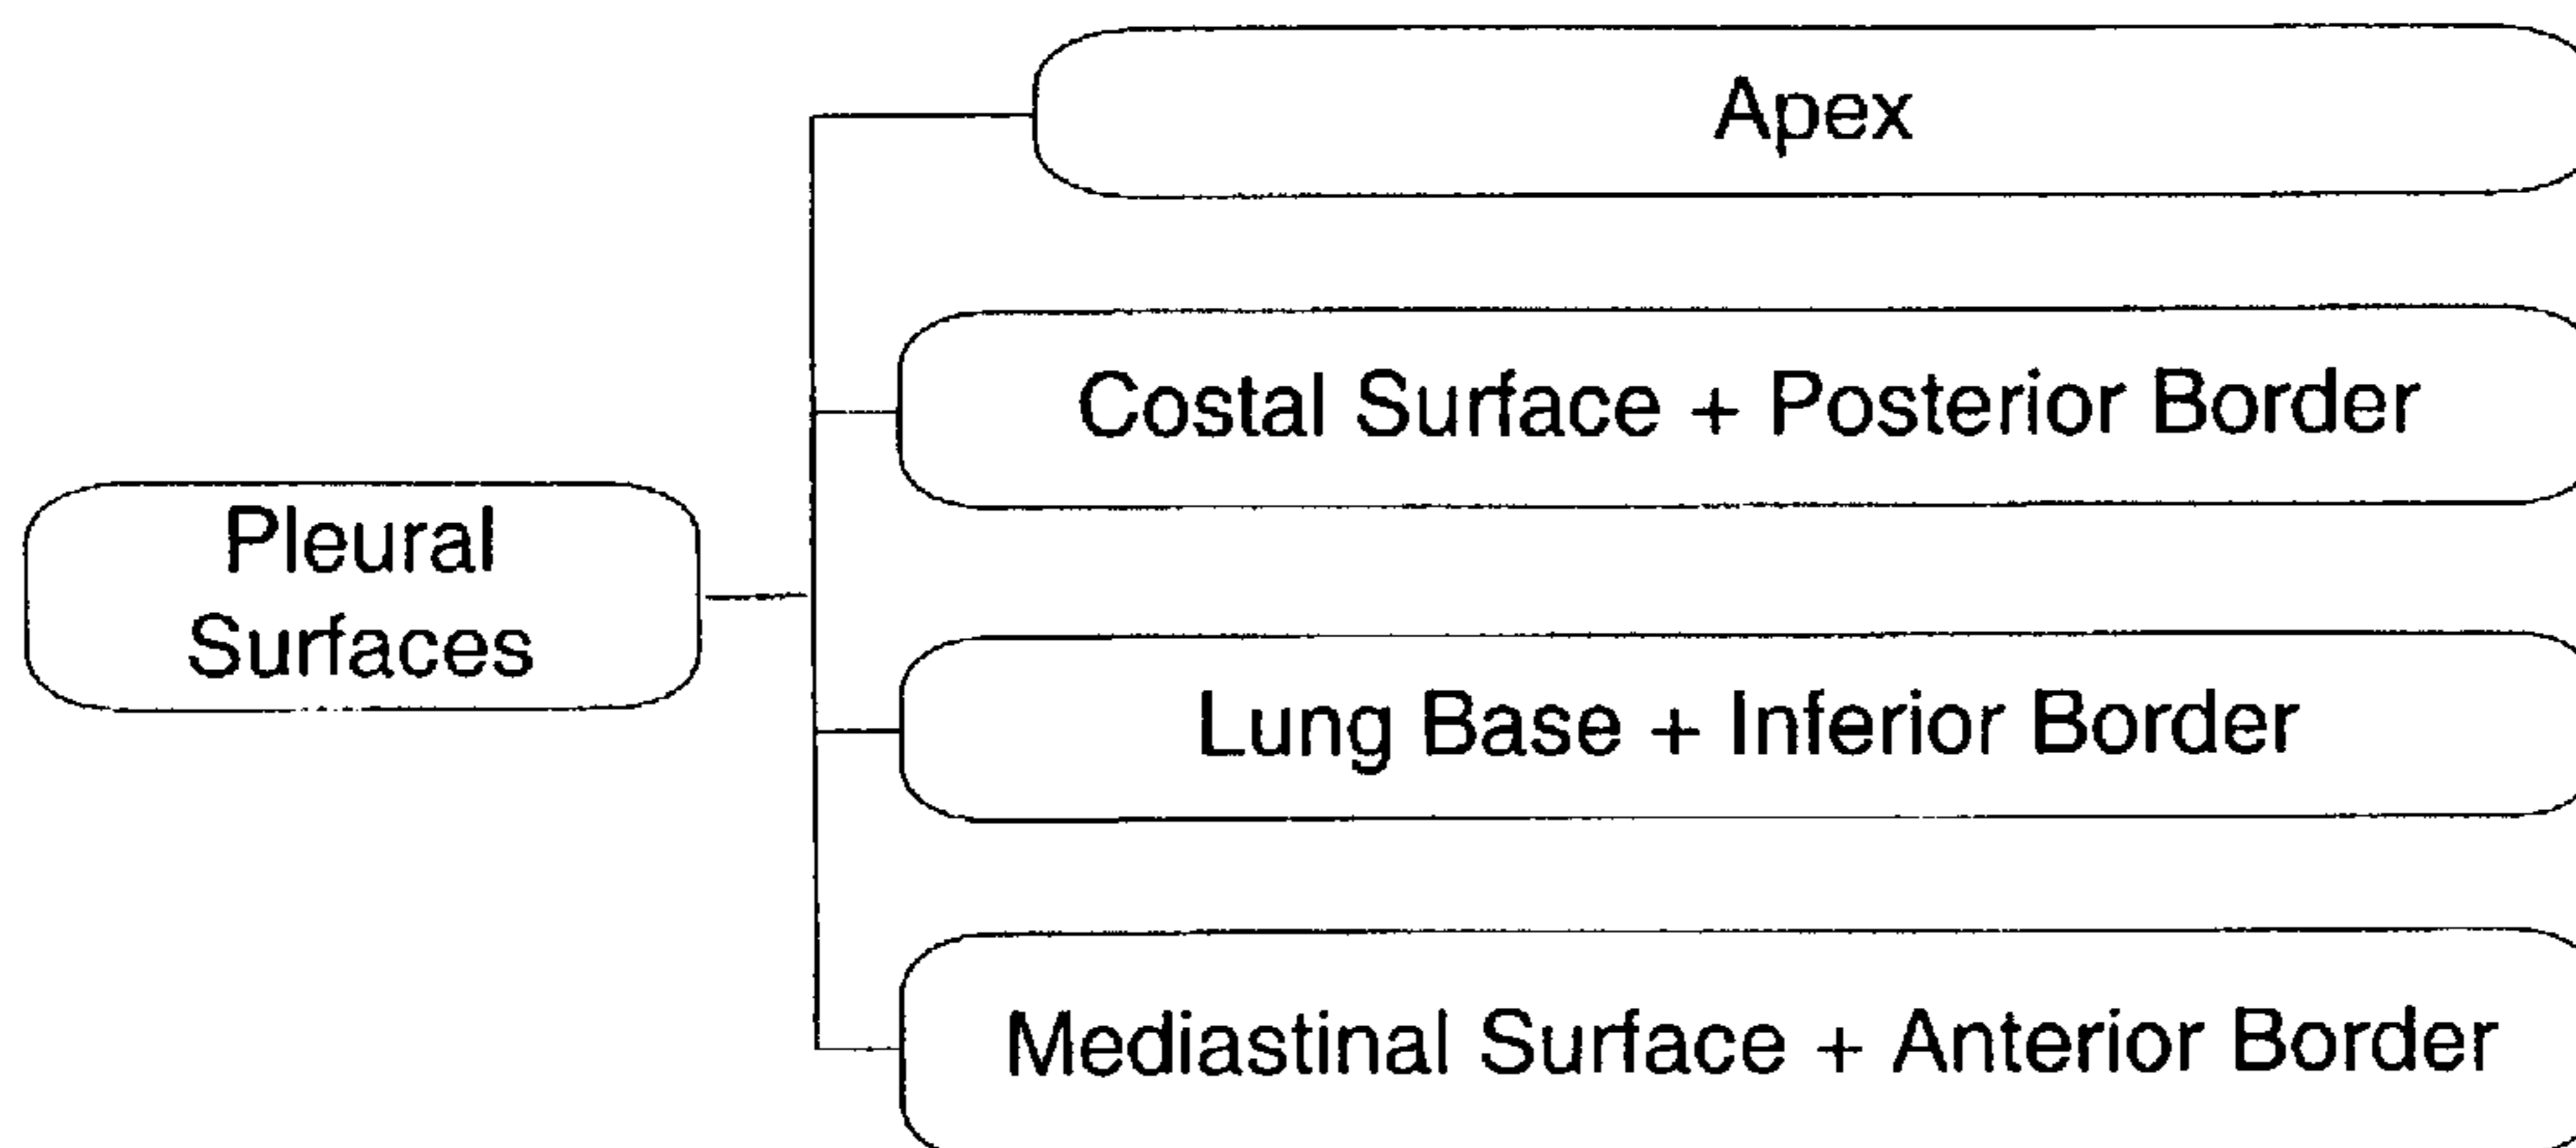 Apex
Costal Surface + Posterior Border
Pleural
Surfaces
Lung Base + Inferior Border
Mediastinal Surface + Anterior Border